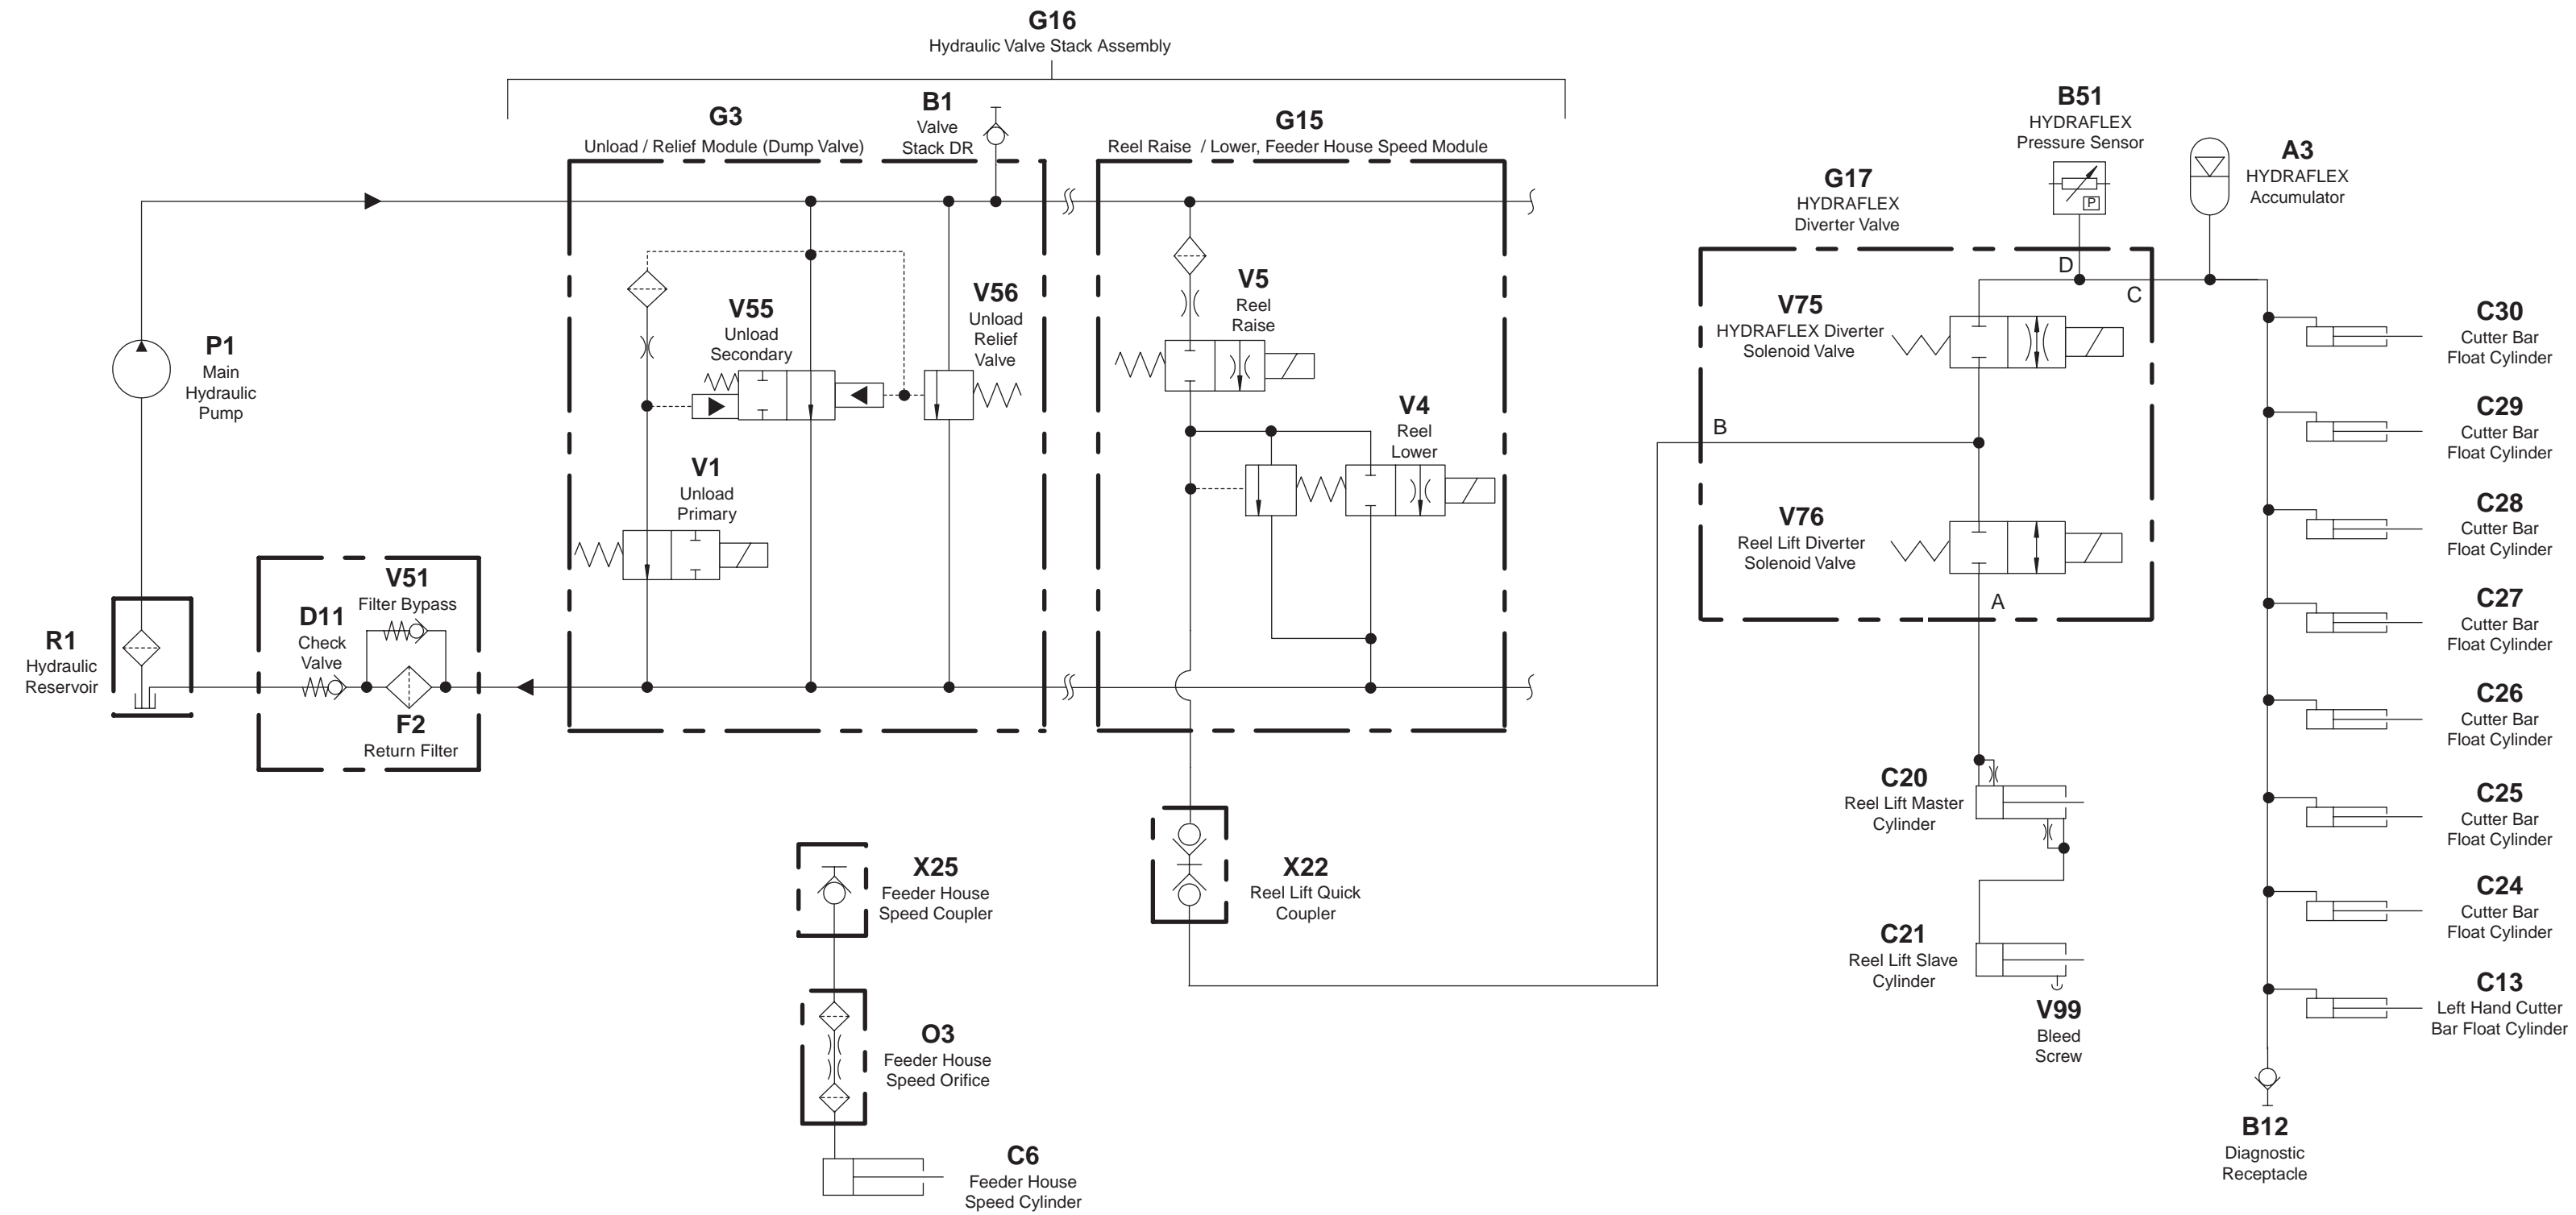 G16
Hydraulic Valve Stack Assembly
G3
Unload / Relief Module (Dump Valve)
B1
Valve
Stack DR
G15
Reel Raise / Lower, Feeder House Speed Module
B51
HYDRAFLEX
Pressure Sensor
P
A3
HYDRAFLEX
Accumulator
G17
HYDRAFLEX
Diverter Valve
D
C
B
A
V75
HYDRAFLEX Diverter
Solenoid Valve
V76
Reel Lift Diverter
Solenoid Valve
V55
Unload
Secondary
V56
Unload
Relief
Valve
V1
Unload
Primary
V5
Reel
Raise
V4
Reel
Lower
P1
Main
Hydraulic
Pump
R1
Hydraulic
Reservoir
D11
Check
Valve
V51
Filter Bypass
F2
Return Filter
X25
Feeder House
Speed Coupler
O3
Feeder House
Speed Orifice
C6
Feeder House
Speed Cylinder
X22
Reel Lift Quick
Coupler
C20
Reel Lift Master
Cylinder
C21
Reel Lift Slave
Cylinder
V99
Bleed
Screw
C30
Cutter Bar
Float Cylinder
C29
Cutter Bar
Float Cylinder
C28
Cutter Bar
Float Cylinder
C27
Cutter Bar
Float Cylinder
C26
Cutter Bar
Float Cylinder
C25
Cutter Bar
Float Cylinder
C24
Cutter Bar
Float Cylinder
C13
Left Hand Cutter
Bar Float Cylinder
B12
Diagnostic
Receptacle